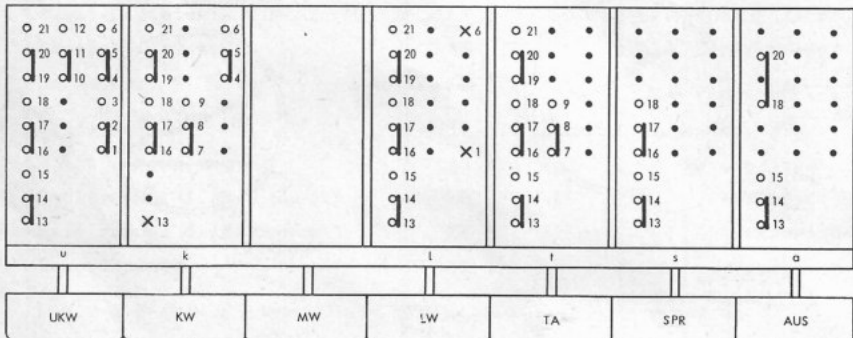 21 12 6 21 6 21 6 21
20 11 5 20 5 20 20 20
19 10 4 19 4 19 19
18 3 18 9 18 18 9 18 18
17 2 17 8 17 17 8 17
16 1 16 7 16 1 16 7 16
15 15 15 15 15
14 14 14 14 14
13 13 13 13 13 13
u k l t s a
UKW KW MW LW TA SPR AUS